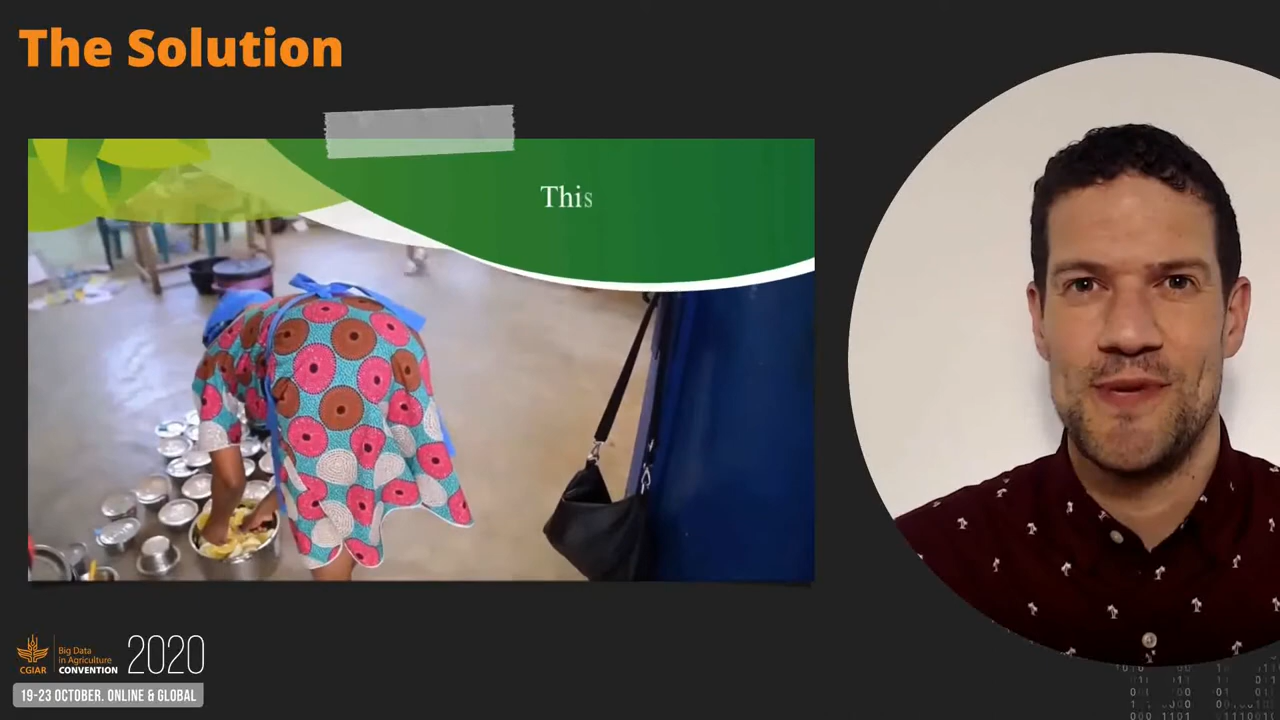 The Solution
This
CGIAR
Big Data
in Agriculture
CONVENTION
2020
19-23 OCTOBER. ONLINE & GLOBAL